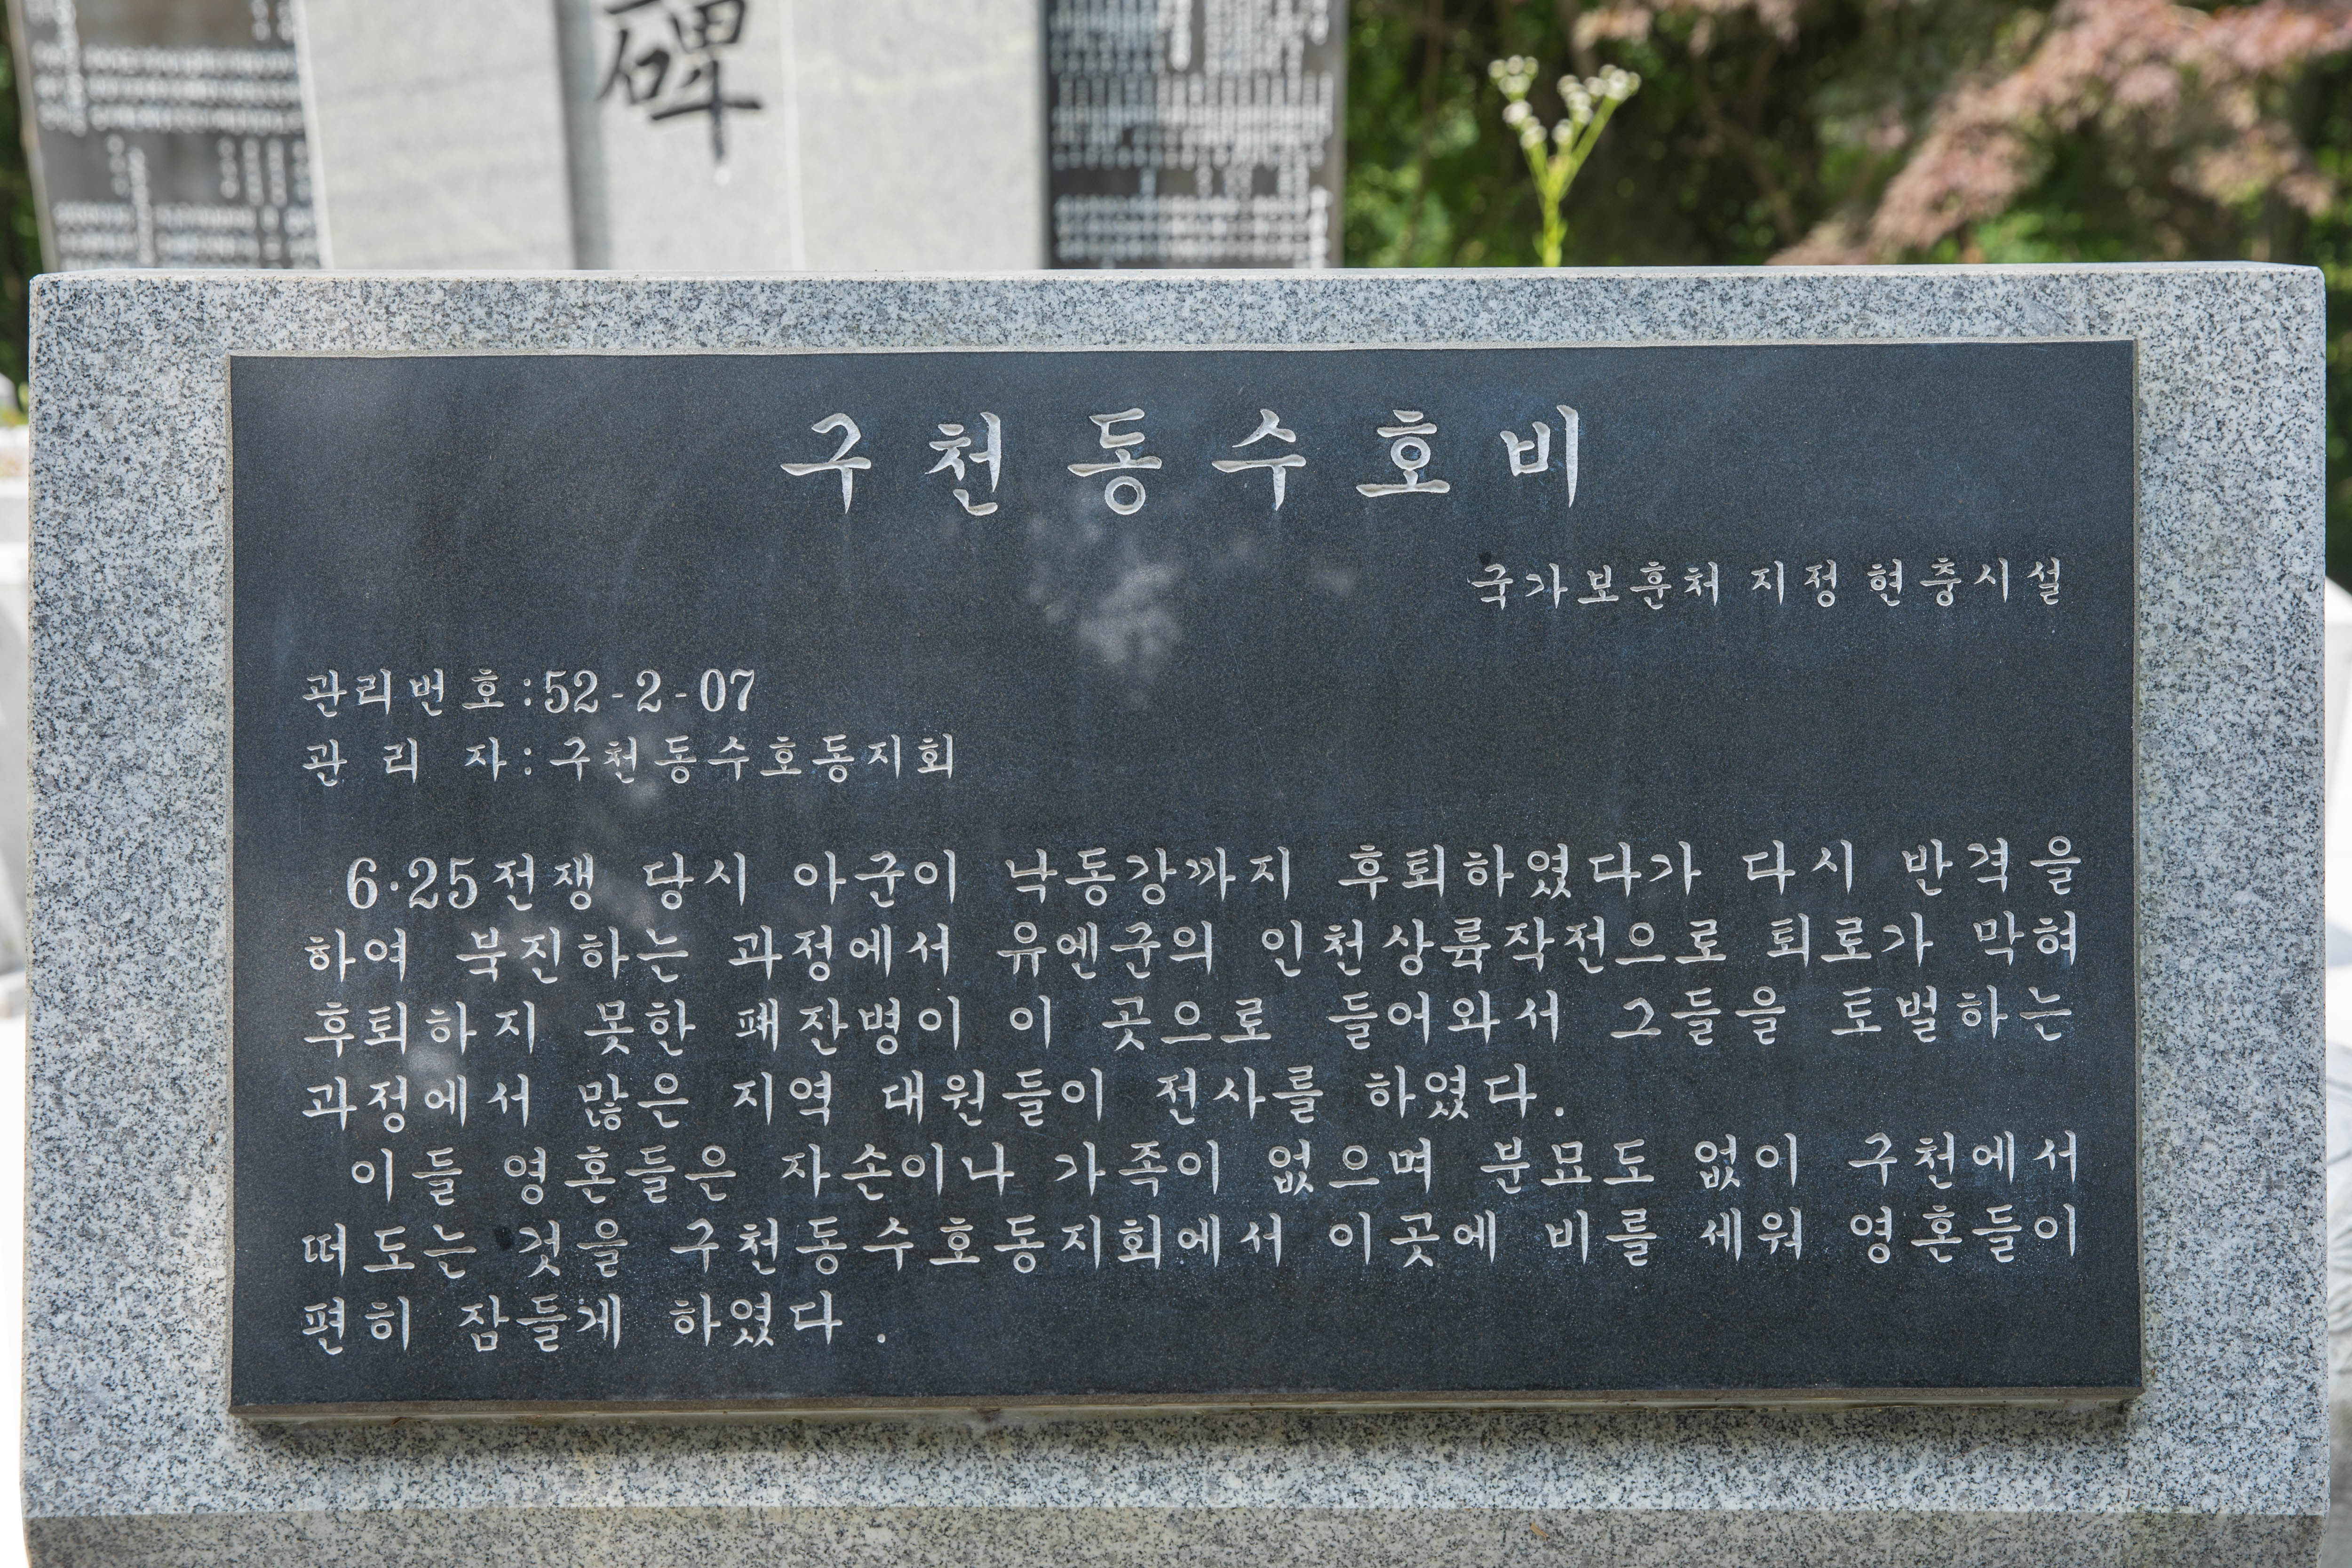 碑
구천동수호비
국가보훈처 지정 현충시설
관리번호:52-2-07
관 리 자:구천동수호동지회
6·25전쟁 당시 아군이 낙동강까지 후퇴하였다가 다시 반격을
하여 북진하는 과정에서 유엔군의 인천상륙작전으로 퇴로가 막혀
후퇴하지 못한 패잔병이 이 곳으로 들어와서 그들을 토벌하는
과정에서 많은 지역 대원들이 전사를 하였다.
이들 영혼들은 자손이나 가족이 없으며 분묘도 없이 구천에서
떠도는 것을 구천동수호동지회에서 이곳에 비를 세워 영혼들이
편히 잠들게 하였다.